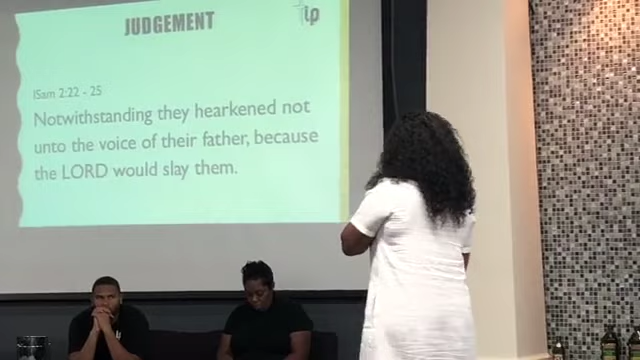 JUDGEMENT
ip
1Sam 2:22 - 25
Notwithstanding they hearkened not
unto the voice of their father, because
the LORD would slay them.